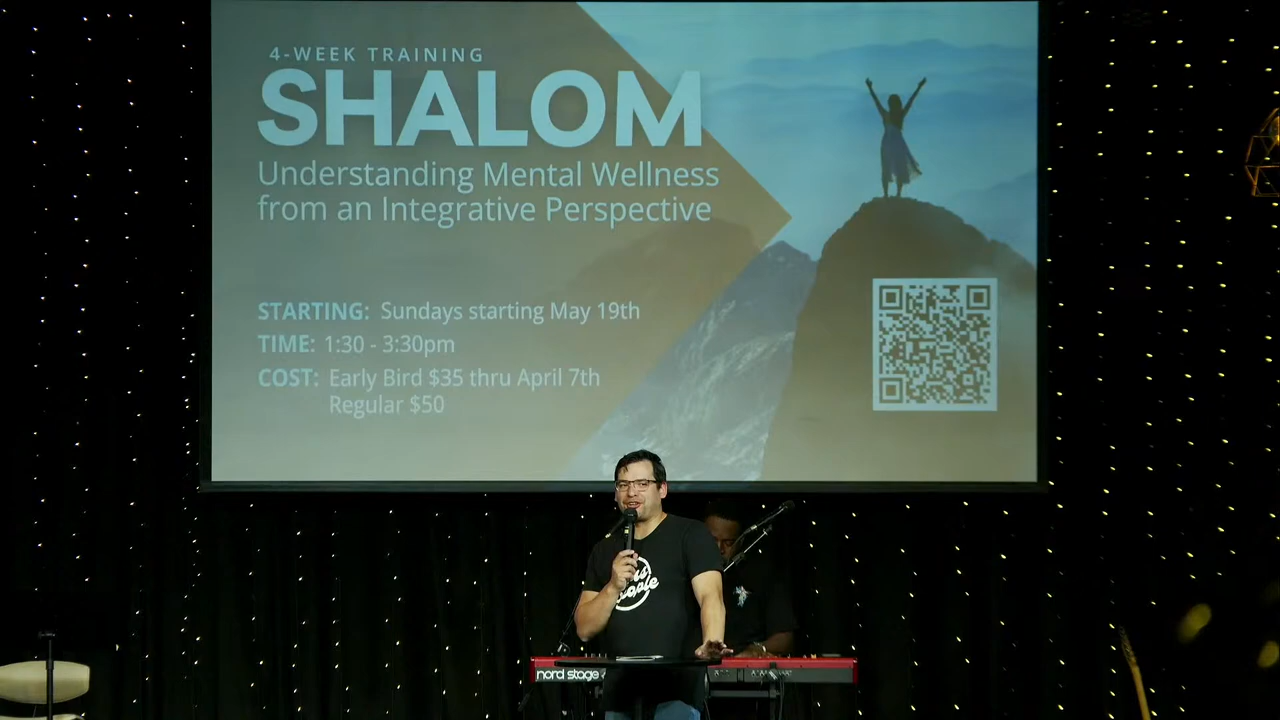 4-WEEK TRAINING
SHALOM
Understanding Mental Wellness
from an Integrative Perspective
STARTING: Sundays starting May 19th
TIME: 1:30 - 3:30pm
COST: Early Bird $35 thru April 7th
Regular $50
nord stage